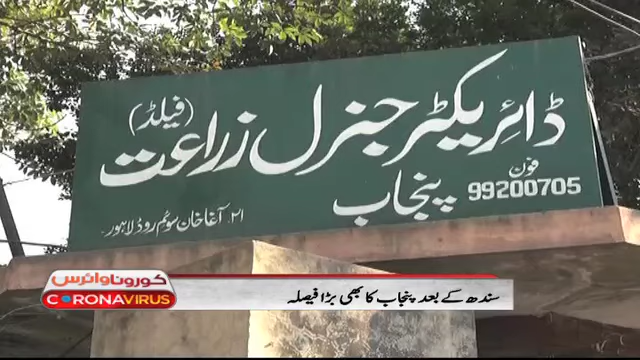 ڈائریکٹر جنرل زراعت (فیلڈ)
پنجاب فون 99200705
۲۱۔ آغا خان سوئم روڈ لاہور۔
کورونا وائرس
CORONAVIRUS
سندھ کے بعد پنجاب کا بھی بڑا فیصلہ